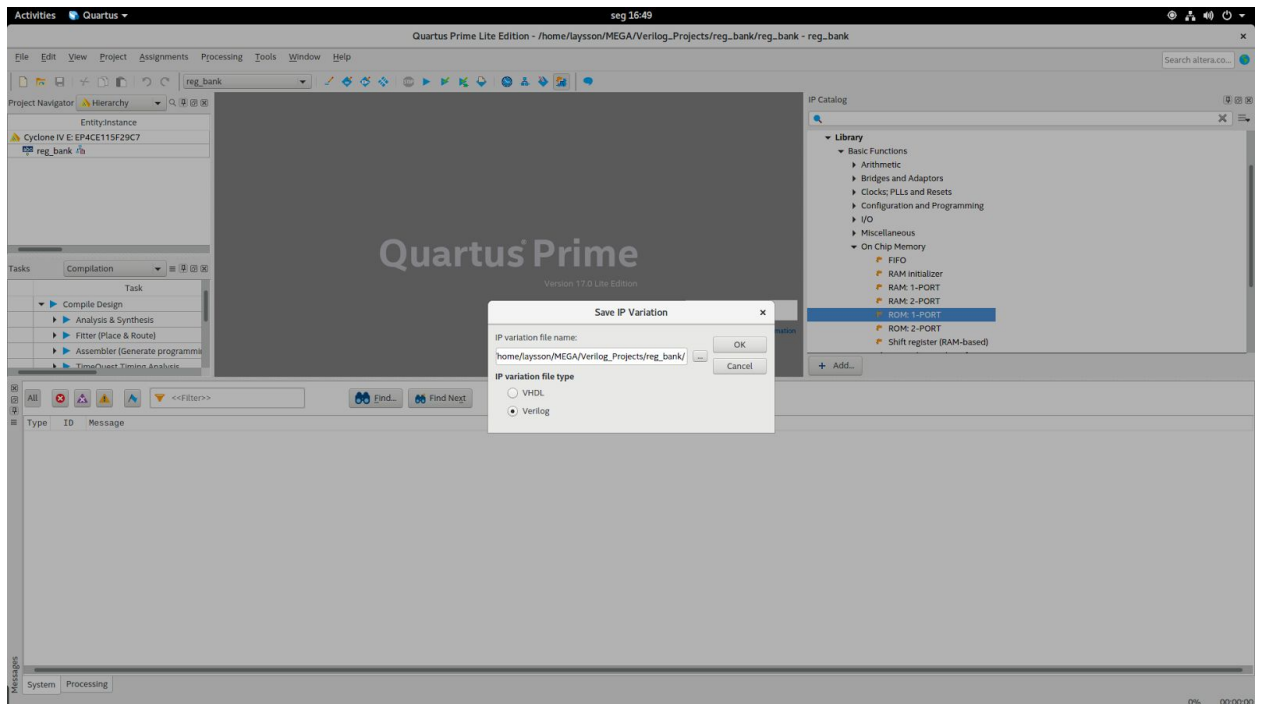 Activities Quartus seg 16:49
Quartus Prime Lite Edition - /home/laysson/MEGA/Verilog_Projects/reg_bank/reg_bank - reg_bank
File Edit View Project Assignments Processing Tools Window Help
Search altera.co...
reg_bank
Project Navigator Hierarchy
Entity:Instance
Cyclone IV E: EP4CE115F29C7
reg_bank
Tasks Compilation
Task
Compile Design
Analysis & Synthesis
Fitter (Place & Route)
Assembler (Generate programmi
TimeQuest Timing Analysis
Quartus Prime
Version 17.0 Lite Edition
Save IP Variation
IP variation file name:
home/laysson/MEGA/Verilog_Projects/reg_bank/
...
OK
Cancel
IP variation file type
VHDL
Verilog
IP Catalog
Library
Basic Functions
Arithmetic
Bridges and Adaptors
Clocks; PLLs and Resets
Configuration and Programming
I/O
Miscellaneous
On Chip Memory
FIFO
RAM initializer
RAM: 1-PORT
RAM: 2-PORT
ROM: 1-PORT
ROM: 2-PORT
Shift register (RAM-based)
+ Add...
All <<Filter>> Find... Find Next
Type ID Message
Messages
System Processing
0% 00:00:00